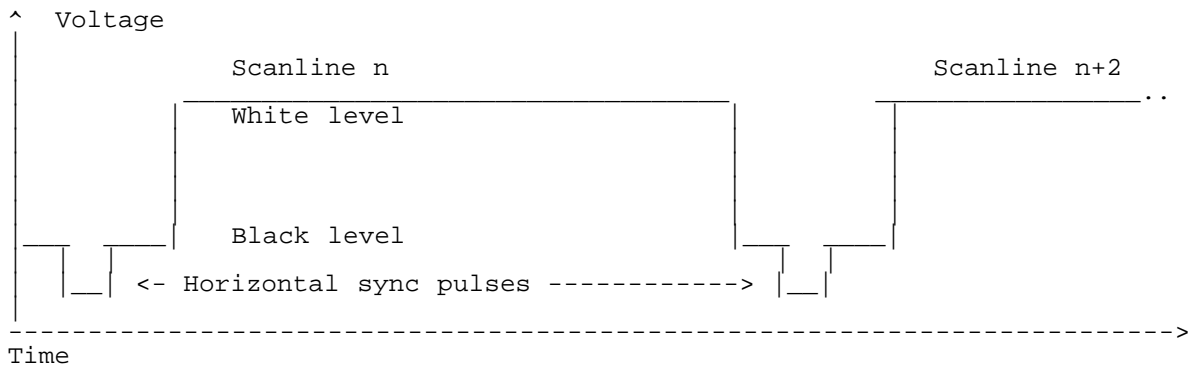 ^ Voltage
Scanline n Scanline n+2
White level
Black level
<- Horizontal sync pulses ------------>
Time